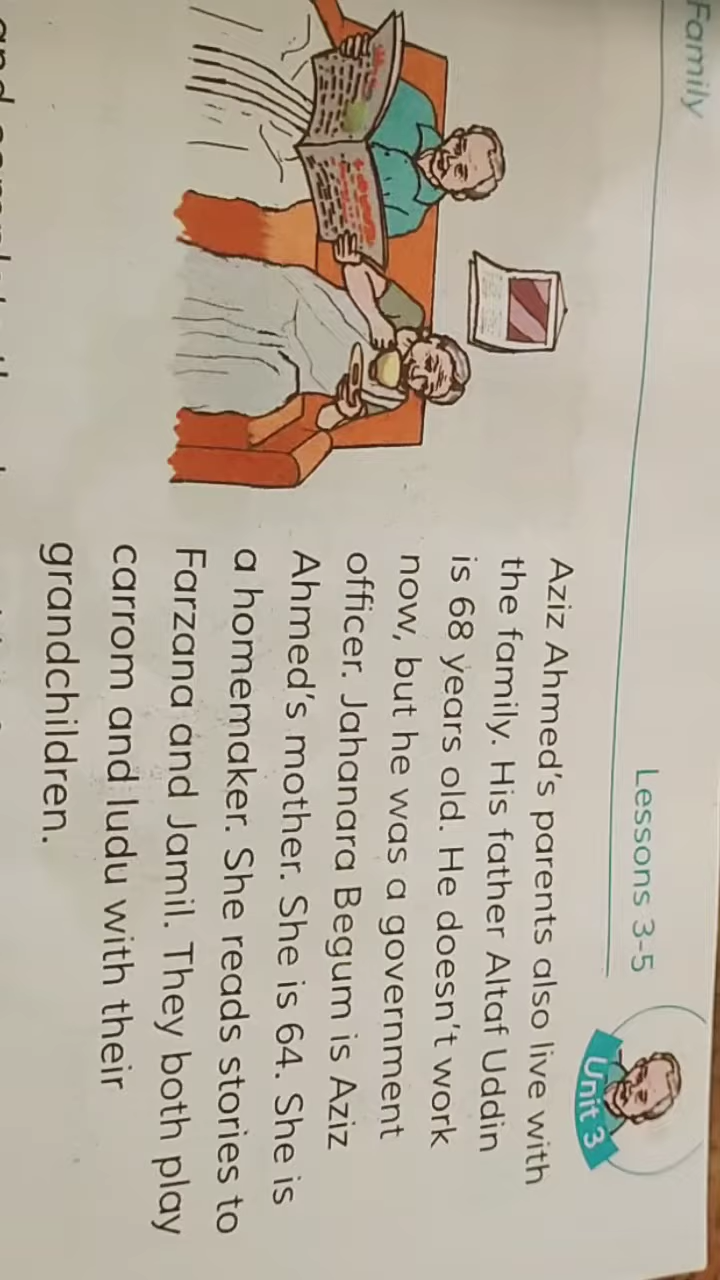 Family
Lessons 3-5
Unit 3
Aziz Ahmed's parents also live with
the family. His father Altaf Uddin
is 68 years old. He doesn't work
now, but he was a government
officer. Jahanara Begum is Aziz
Ahmed's mother. She is 64. She is
a homemaker. She reads stories to
Farzana and Jamil. They both play
carrom and ludu with their
grandchildren.